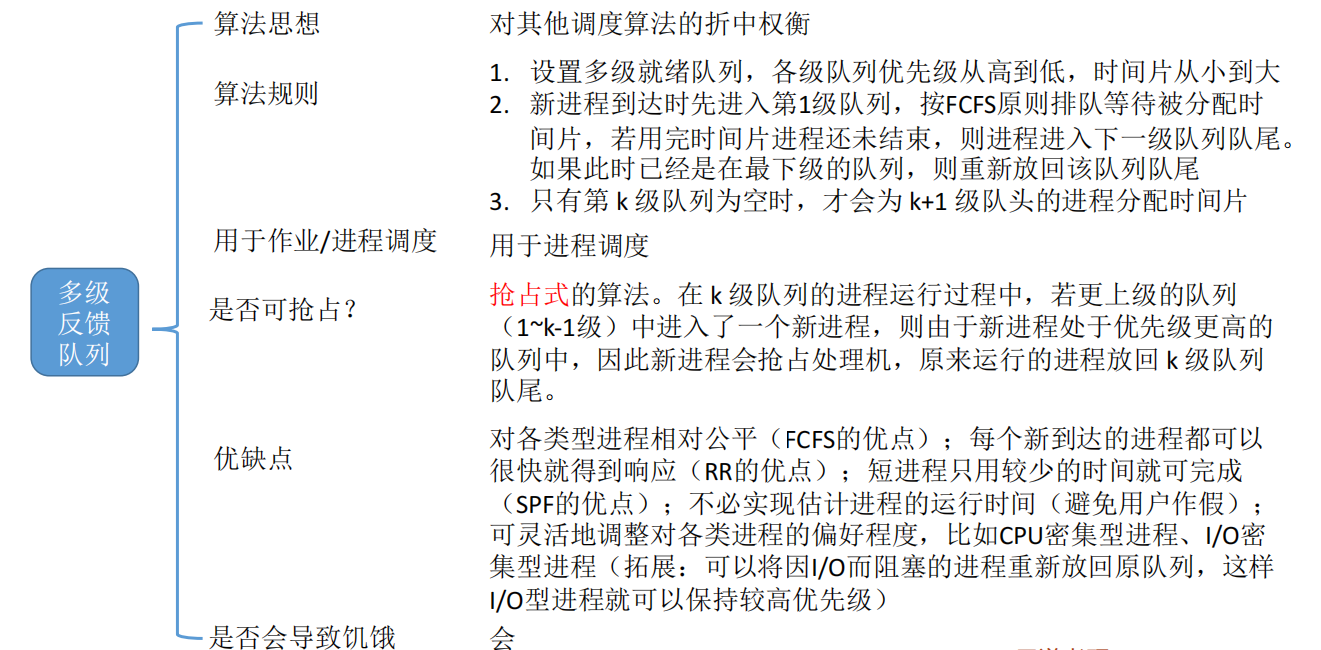 算法思想
对其他调度算法的折中权衡
算法规则
1. 设置多级就绪队列，各级队列优先级从高到低，时间片从小到大
2. 新进程到达时先进入第1级队列，按FCFS原则排队等待被分配时
间片，若用完时间片进程还未结束，则进程进入下一级队列队尾。
如果此时已经是在最下级的队列，则重新放回该队列队尾
3. 只有第 k 级队列为空时，才会为 k+1 级队头的进程分配时间片
用于作业/进程调度
用于进程调度
多级
反馈
队列
是否可抢占？
抢占式的算法。在 k 级队列的进程运行过程中，若更上级的队列
（1~k-1级）中进入了一个新进程，则由于新进程处于优先级更高的
队列中，因此新进程会抢占处理机，原来运行的进程放回 k 级队列
队尾。
优缺点
对各类型进程相对公平（FCFS的优点）；每个新到达的进程都可以
很快就得到响应（RR的优点）；短进程只用较少的时间就可完成
（SPF的优点）；不必实现估计进程的运行时间（避免用户作假）；
可灵活地调整对各类进程的偏好程度，比如CPU密集型进程、I/O密
集型进程（拓展：可以将因I/O而阻塞的进程重新放回原队列，这样
I/O型进程就可以保持较高优先级）
是否会导致饥饿
会